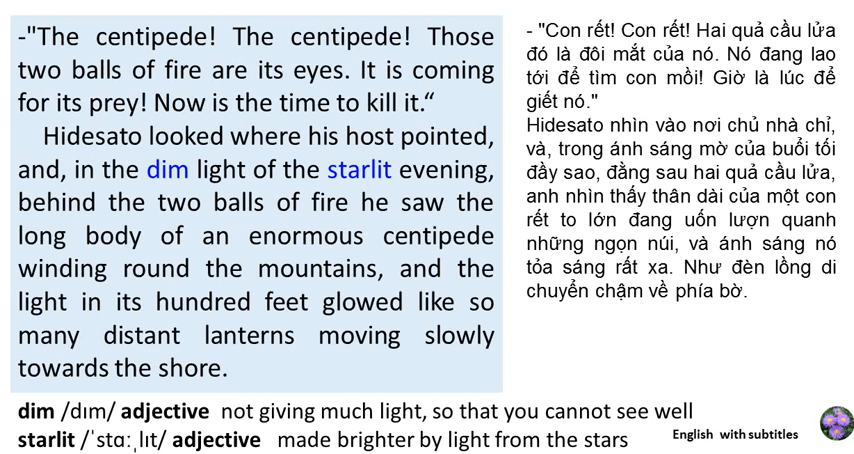 -"The centipede! The centipede! Those
two balls of fire are its eyes. It is coming
for its prey! Now is the time to kill it.“
Hidesato looked where his host pointed,
and, in the dim light of the starlit evening,
behind the two balls of fire he saw the
long body of an enormous centipede
winding round the mountains, and the
light in its hundred feet glowed like so
many distant lanterns moving slowly
towards the shore.
- "Con rết! Con rết! Hai quả cầu lửa
đó là đôi mắt của nó. Nó đang lao
tới để tìm con mồi! Giờ là lúc để
giết nó."
Hidesato nhìn vào nơi chủ nhà chỉ,
và, trong ánh sáng mờ của buổi tối
đầy sao, đằng sau hai quả cầu lửa,
anh nhìn thấy thân dài của một con
rết to lớn đang uốn lượn quanh
những ngọn núi, và ánh sáng nó
tỏa sáng rất xa. Như đèn lồng di
chuyển chậm về phía bờ.
dim /dɪm/ adjective not giving much light, so that you cannot see well
starlit /ˈstɑːˌlɪt/ adjective made brighter by light from the stars
English with subtitles